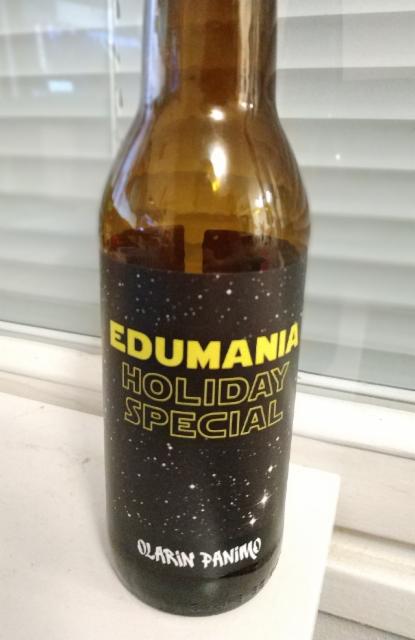 EDUMANIA
HOLIDAY
SPECIAL
OLARIN PANIMO